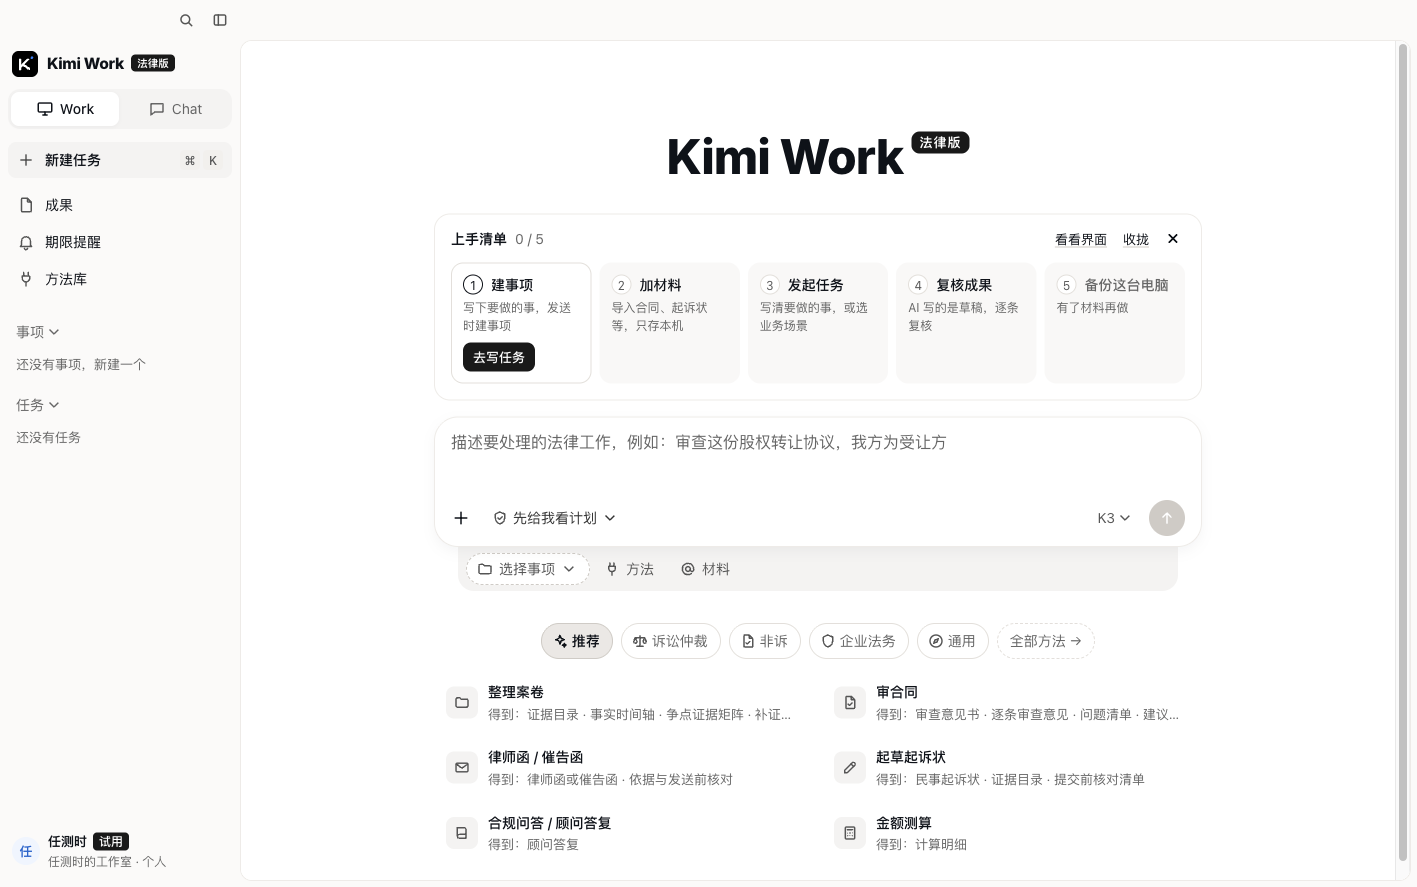 Kimi Work 法律版
Work
Chat
新建任务 ⌘ K
成果
期限提醒
方法库
事项
还没有事项，新建一个
任务
还没有任务
任 任测时 试用
任测时的工作室 · 个人
Kimi Work 法律版
上手清单 0 / 5
看看界面 收拢 ✕
1 建事项
写下要做的事，发送
时建事项
去写任务
2 加材料
导入合同、起诉状
等，只存本机
3 发起任务
写清要做的事，或选
业务场景
4 复核成果
AI 写的是草稿，逐条
复核
5 备份这台电脑
有了材料再做
描述要处理的法律工作，例如：审查这份股权转让协议，我方为受让方
先给我看计划
K3
选择事项
方法
材料
推荐
诉讼仲裁
非诉
企业法务
通用
全部方法 →
整理案卷
得到：证据目录 · 事实时间轴 · 争点证据矩阵 · 补证...
审合同
得到：审查意见书 · 逐条审查意见 · 问题清单 · 建议...
律师函 / 催告函
得到：律师函或催告函 · 依据与发送前核对
起草起诉状
得到：民事起诉状 · 证据目录 · 提交前核对清单
合规问答 / 顾问答复
得到：顾问答复
金额测算
得到：计算明细